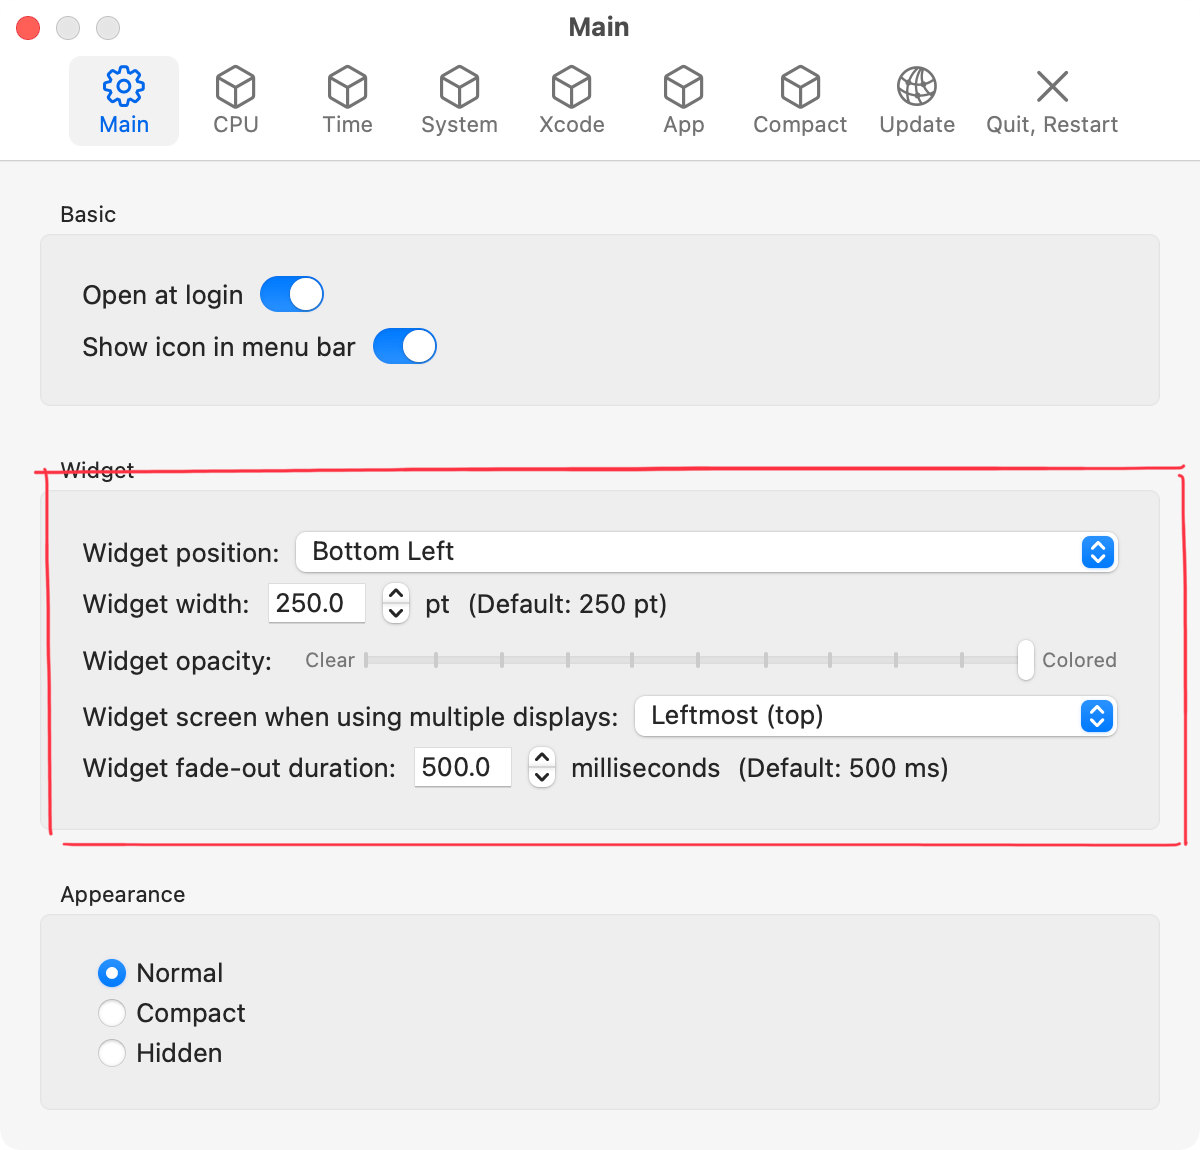 Main
Main CPU Time System Xcode App Compact Update Quit, Restart
Basic
Open at login
Show icon in menu bar
Widget
Widget position: Bottom Left
Widget width: 250.0 pt (Default: 250 pt)
Widget opacity: Clear Colored
Widget screen when using multiple displays: Leftmost (top)
Widget fade-out duration: 500.0 milliseconds (Default: 500 ms)
Appearance
Normal
Compact
Hidden